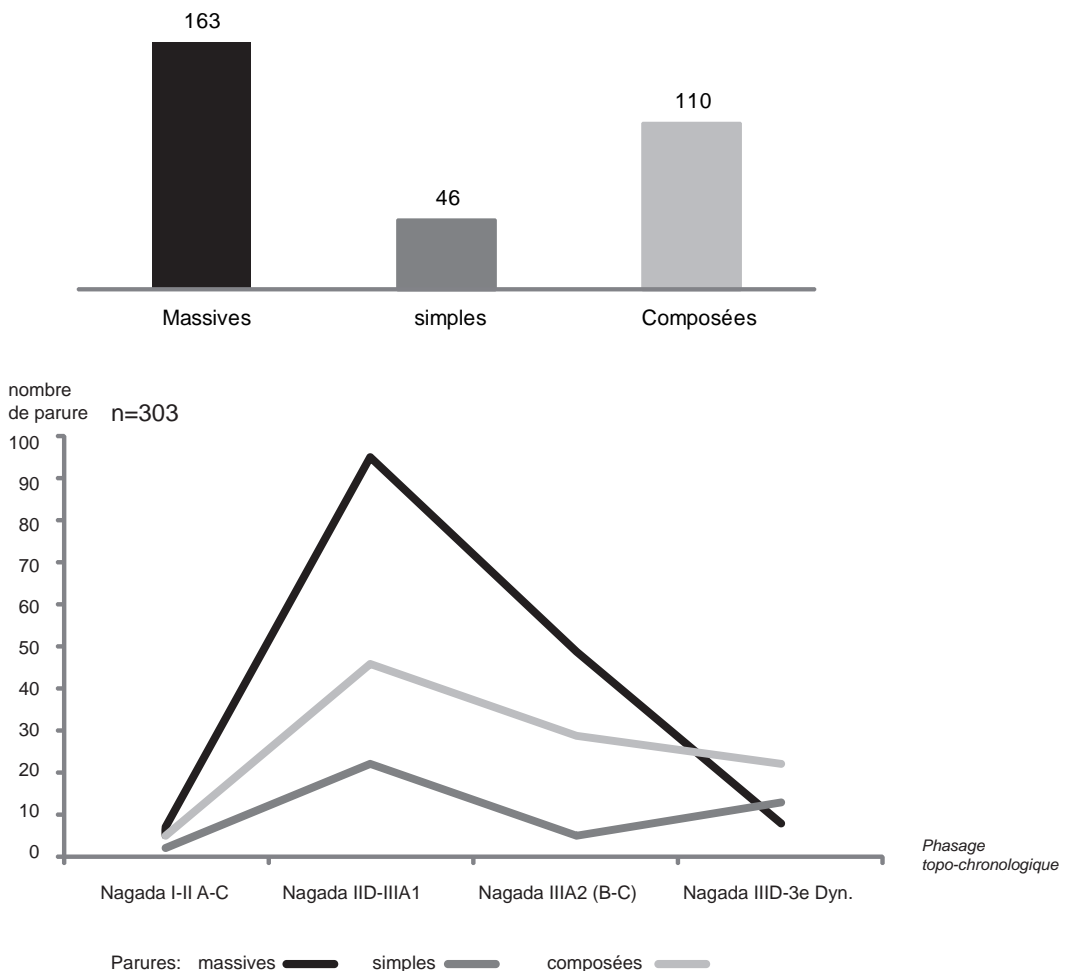 163
46
110
Massives
simples
Composées
nombre
de parure
n=303
100
90
80
70
60
50
40
30
20
10
0
Nagada I-II A-C
Nagada IID-IIIA1
Nagada IIIA2 (B-C)
Nagada IIID-3e Dyn.
Phasage
topo-chronologique
Parures: massives simples composées